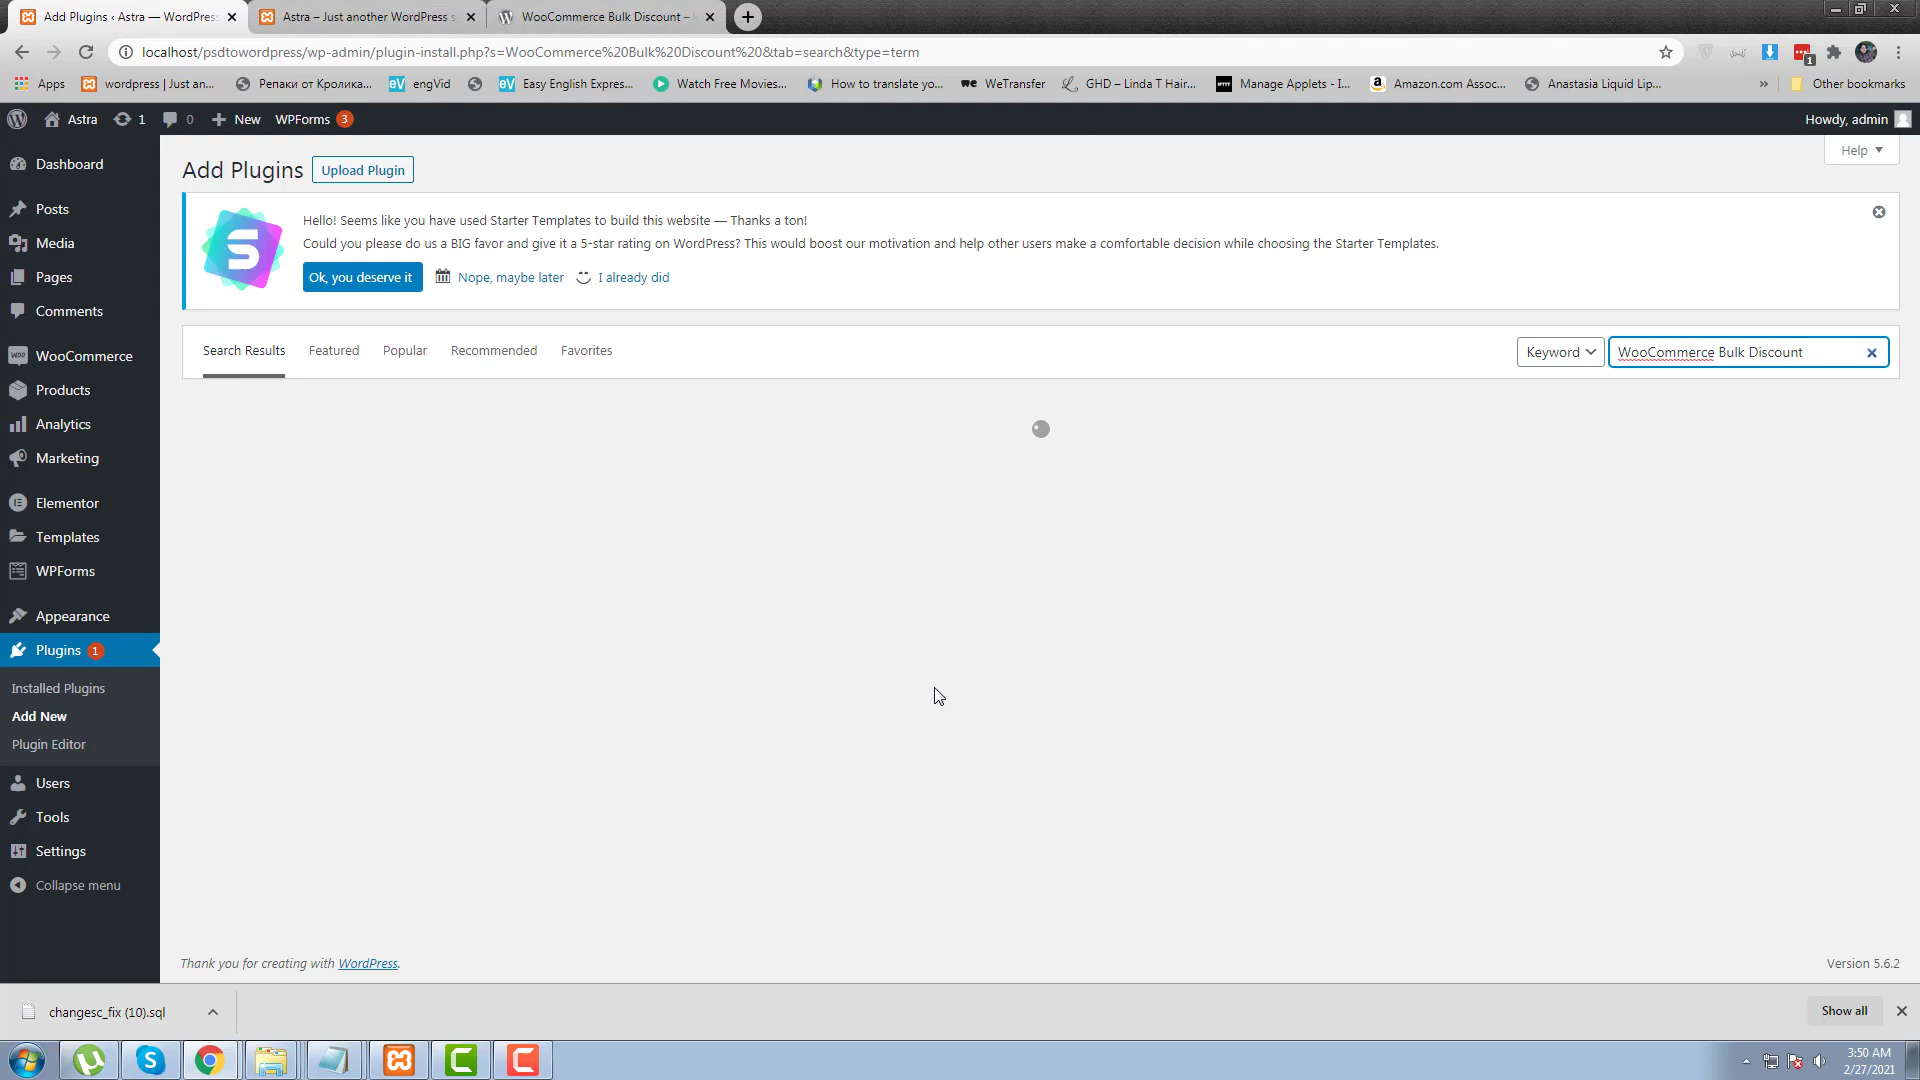 Add Plugins ‹ Astra — WordPress
Astra – Just another WordPress s
WooCommerce Bulk Discount –
localhost/psdtowordpress/wp-admin/plugin-install.php?s=WooCommerce%20Bulk%20Discount%20&tab=search&type=term
1
Apps
wordpress | Just an...
Репаки от Кролика...
eV
engVid
eV
Easy English Expres...
Watch Free Movies...
How to translate yo...
WeTransfer
GHD – Linda T Hair...
Manage Applets - I...
Amazon.com Assoc...
Anastasia Liquid Lip...
»
Other bookmarks
Astra
1
0
New
WPForms
3
Howdy, admin
Help
Dashboard
Posts
Media
Pages
Comments
WooCommerce
Products
Analytics
Marketing
Elementor
Templates
WPForms
Appearance
Plugins
1
Installed Plugins
Add New
Plugin Editor
Users
Tools
Settings
Collapse menu
Add Plugins
Upload Plugin
Hello! Seems like you have used Starter Templates to build this website — Thanks a ton!
Could you please do us a BIG favor and give it a 5-star rating on WordPress? This would boost our motivation and help other users make a comfortable decision while choosing the Starter Templates.
Ok, you deserve it
Nope, maybe later
I already did
Search Results
Featured
Popular
Recommended
Favorites
Keyword
WooCommerce Bulk Discount
Thank you for creating with WordPress.
Version 5.6.2
changesc_fix (10).sql
Show all
3:50 AM
2/27/2021